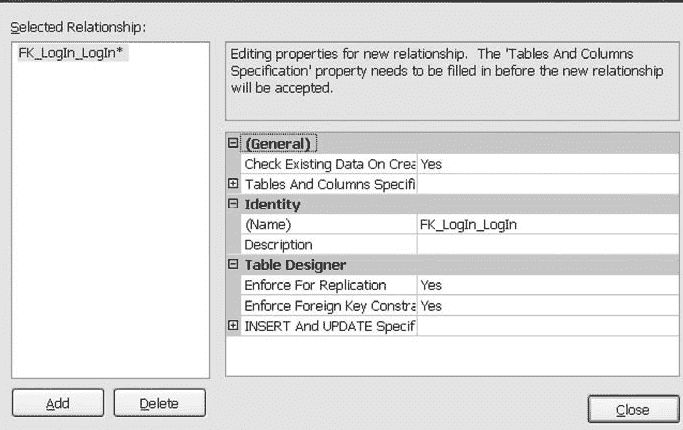 Selected Relationship:
FK_LogIn_LogIn*
Editing properties for new relationship. The 'Tables And Columns
Specification' property needs to be filled in before the new relationship
will be accepted.
(General)
Check Existing Data On Crea Yes
Tables And Columns Specifi
Identity
(Name) FK_LogIn_LogIn
Description
Table Designer
Enforce For Replication Yes
Enforce Foreign Key Constra Yes
INSERT And UPDATE Specif
Add Delete Close